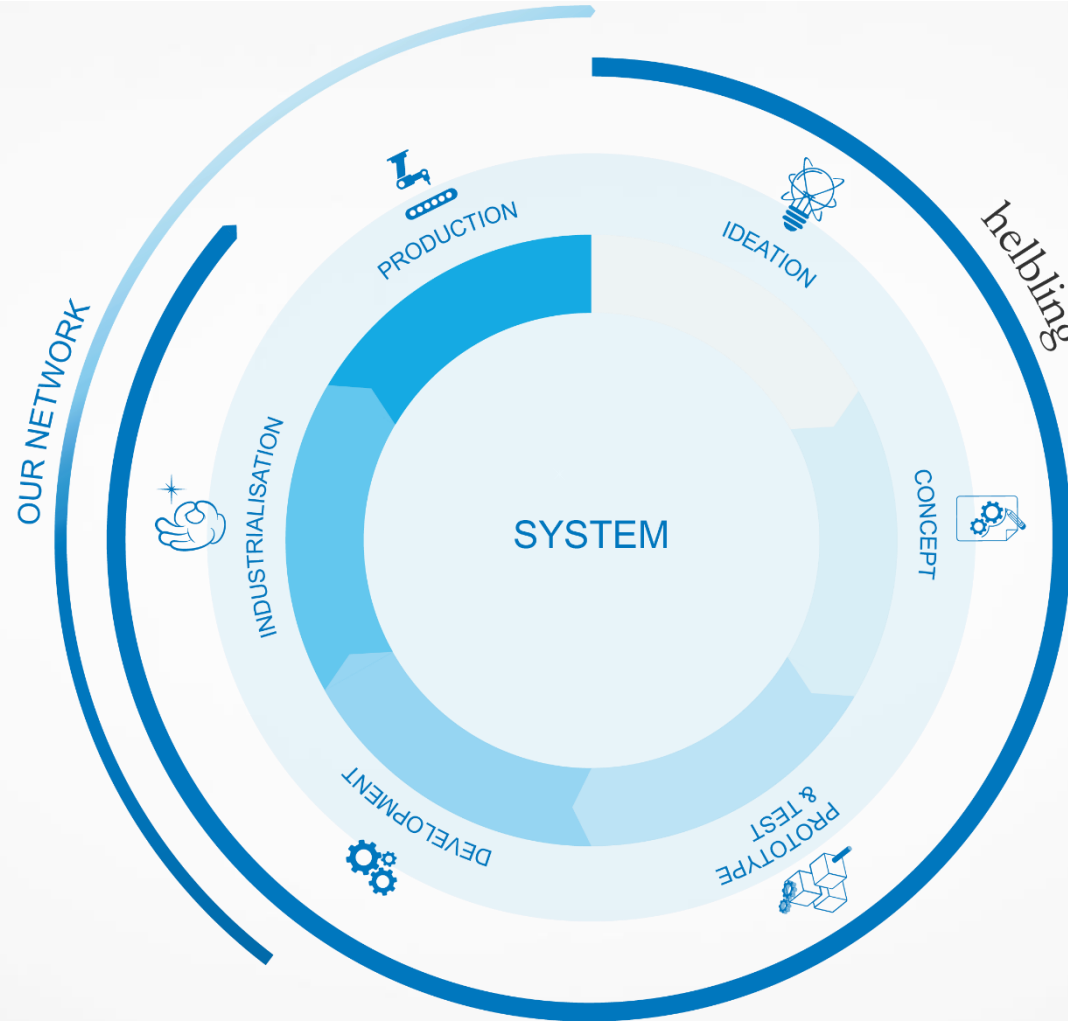 helbling
OUR NETWORK
IDEATION
CONCEPT
PROTOTYPE
& TEST
DEVELOPMENT
INDUSTRIALISATION
PRODUCTION
SYSTEM